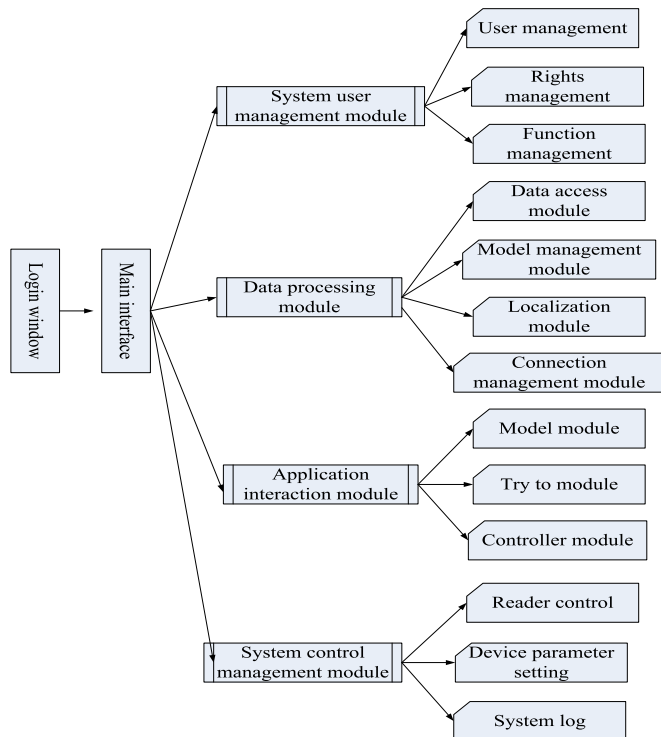 Login window
Main interface
System user
management module
User management
Rights
management
Function
management
Data processing
module
Data access
module
Model management
module
Localization
module
Connection
management module
Application
interaction module
Model module
Try to module
Controller module
System control
management module
Reader control
Device parameter
setting
System log